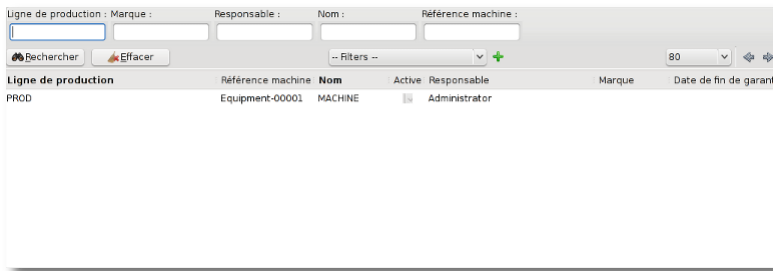 Ligne de production : Marque : Responsable : Nom : Référence machine :
Rechercher Effacer -- Filters -- 80
Ligne de production Référence machine Nom Active Responsable Marque Date de fin de garant
PROD Equipment-00001 MACHINE Administrator